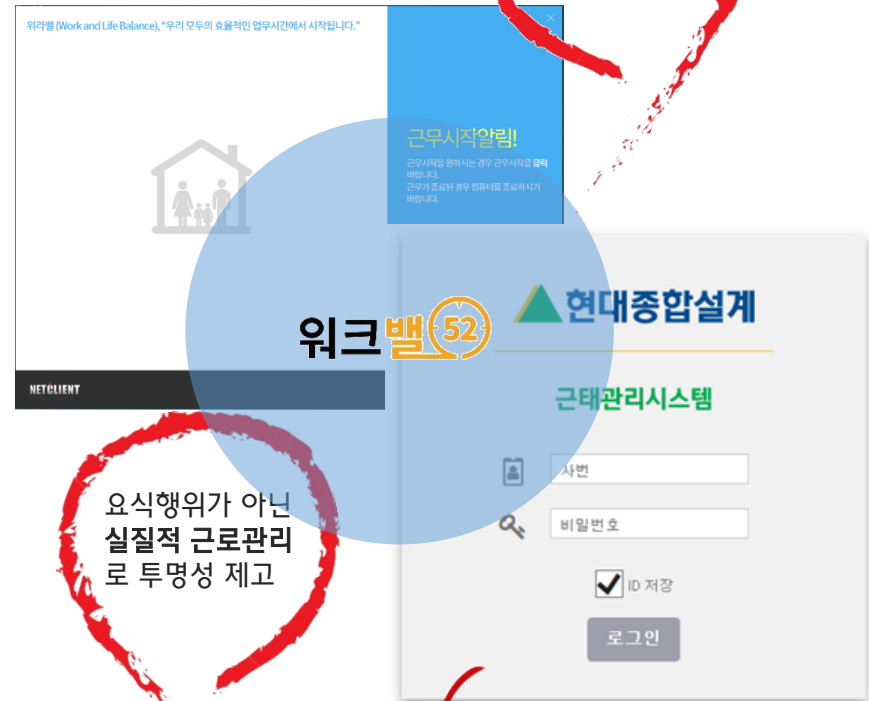 워라밸 (Work and Life Balance), “우리 모두의 효율적인 업무시간에서 시작됩니다.”
근무시작알림!
근무시작을 원하시는 경우 근무시작을 클릭
바랍니다.
근무가 종료된 경우 컴퓨터를 종료하시기
바랍니다.
현대종합설계
워크밸 52
NETCLIENT
근태관리시스템
사번
요식행위가 아닌
실질적 근로관리
로 투명성 제고
비밀번호
ID 저장
로그인